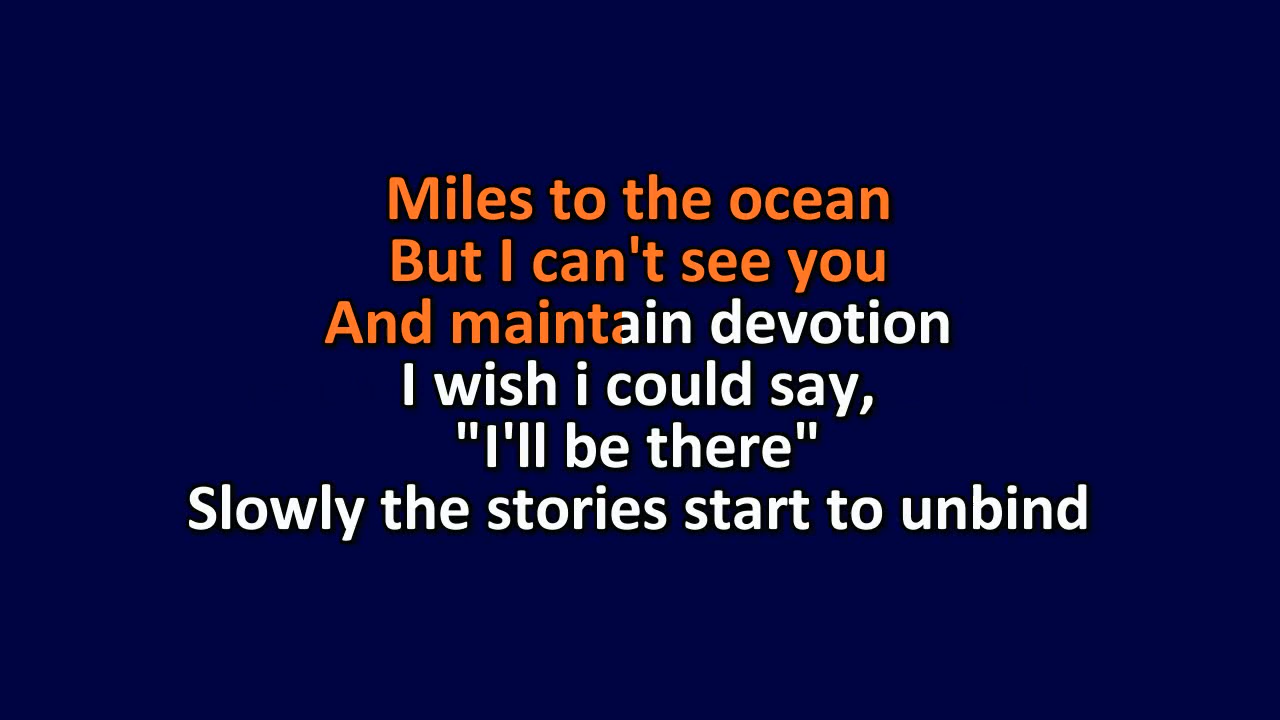 Miles to the ocean
But I can't see you
And maintain devotion
I wish i could say,
"I'll be there"
Slowly the stories start to unbind